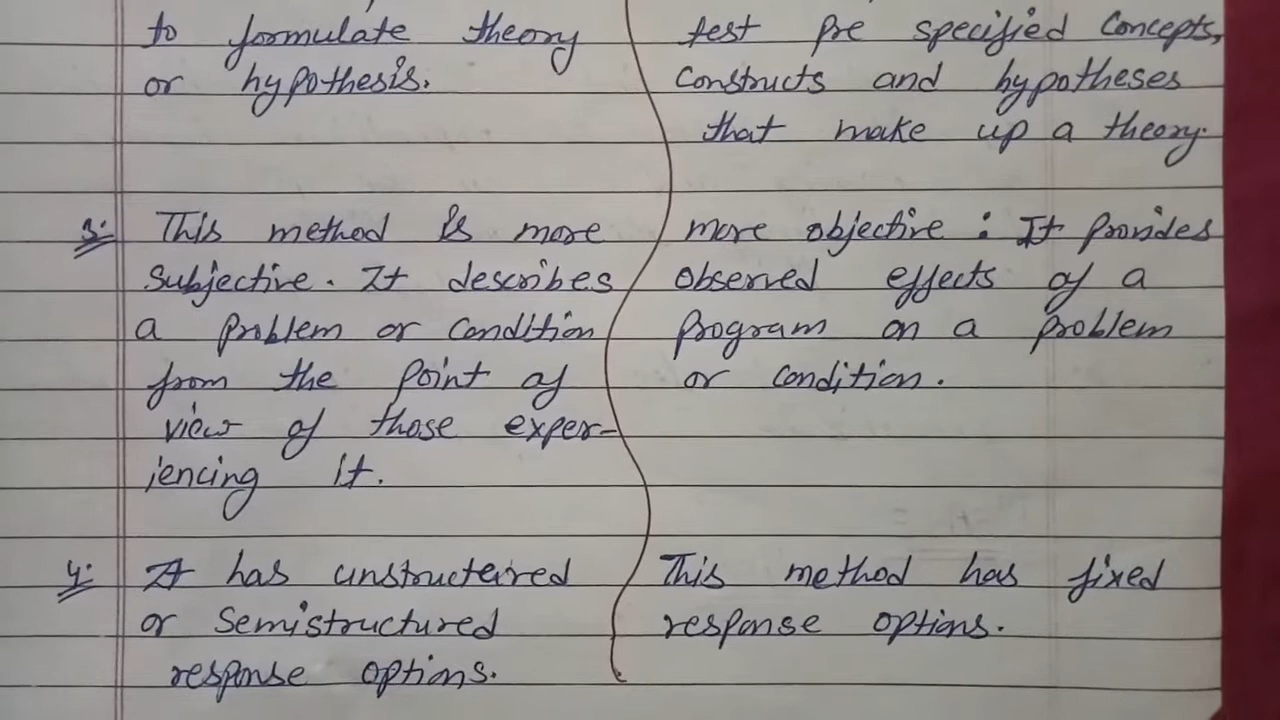 to formulate theory
or hypothesis.
test pre specified concepts,
constructs and hypotheses
that make up a theory.
3:
This method is more
subjective. It describes
a problem or condition
from the point of
view of those exper-
iencing it.
more objective : It provides
observed effects of a
program on a problem
or condition.
4:
It has unstructeired
or semistructured
response options.
This method has fixed
response options.